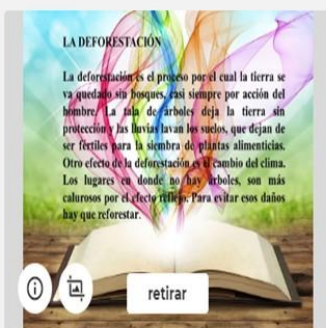 LA DEFORESTACIÓN
La deforestación es el proceso por el cual la tierra se
va quedado sin bosques, casi siempre por acción del
hombre. La tala de arboles deja la tierra sin
protección y las lluvias lavan los suelos, que dejan de
ser fértiles para la siembra de plantas alimenticias.
Otro efecto de la deforestación es el cambio del clima.
Los lugares en donde no hay árboles, son más
calurosos por el efecto reflejo. Para evitar esos daños
hay que reforestar.
retirar